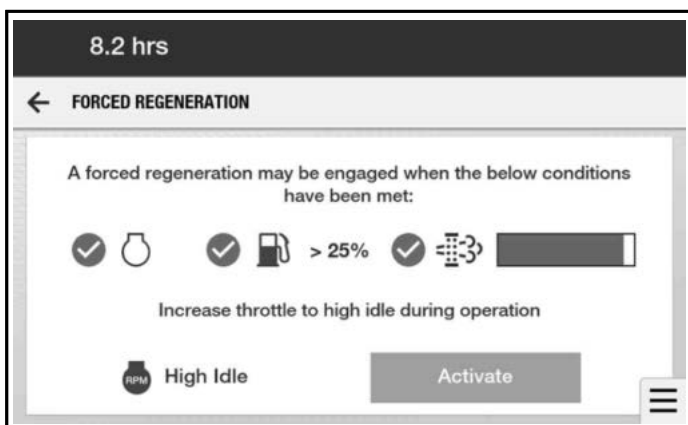 8.2 hrs
FORCED REGENERATION
A forced regeneration may be engaged when the below conditions
have been met:
> 25%
Increase throttle to high idle during operation
RPM High Idle Activate